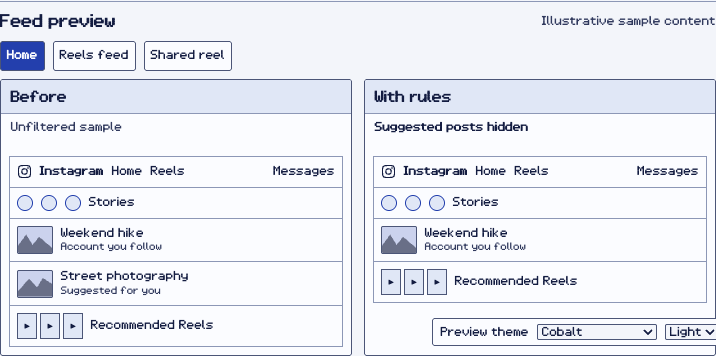 Feed preview
Illustrative sample content
Home
Reels feed
Shared reel
Before
Unfiltered sample
Instagram Home Reels Messages
Stories
Weekend hike
Account you follow
Street photography
Suggested for you
Recommended Reels
With rules
Suggested posts hidden
Instagram Home Reels Messages
Stories
Weekend hike
Account you follow
Recommended Reels
Preview theme Cobalt Light